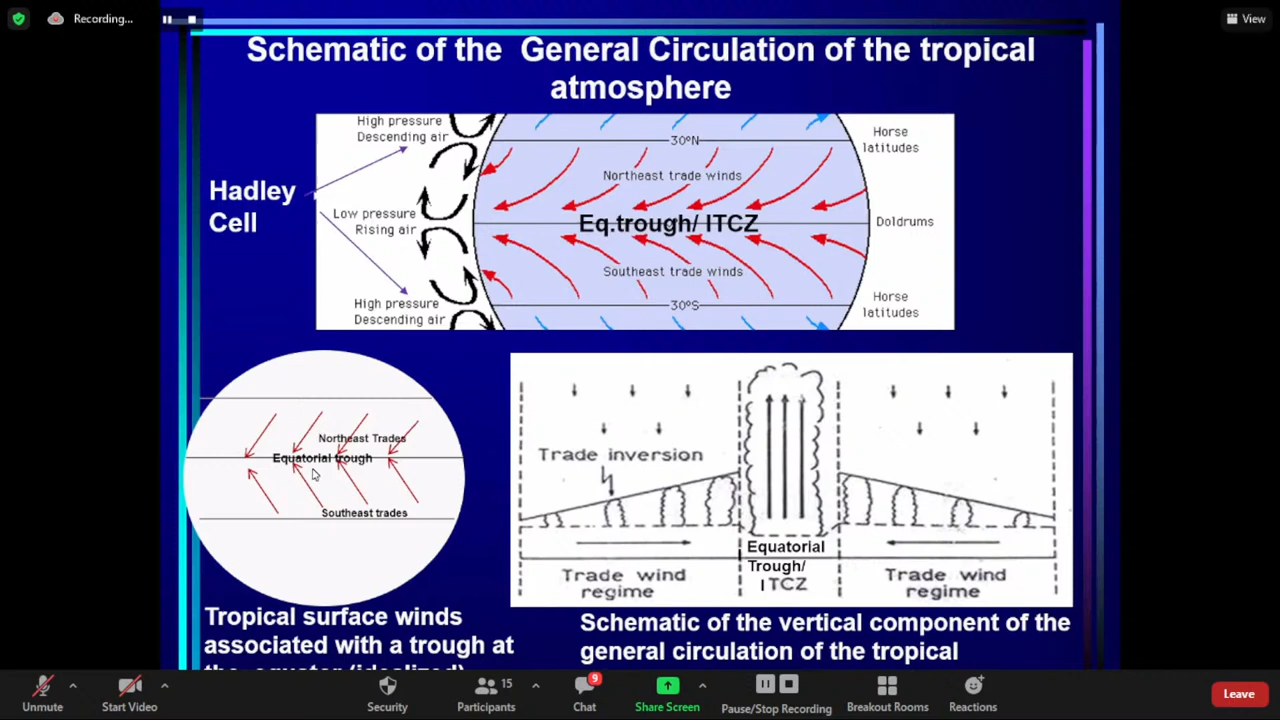 Recording...
View
Schematic of the General Circulation of the tropical
atmosphere
High pressure
Descending air
30ºN
Horse
latitudes
Northeast trade winds
Hadley
Cell
Low pressure
Rising air
Eq.trough/ ITCZ
Doldrums
Southeast trade winds
High pressure
Descending air
30ºS
Horse
latitudes
Northeast Trades
Equatorial trough
Southeast trades
Trade inversion
Equatorial
Trough/
ITCZ
Trade wind
regime
Trade wind
regime
Tropical surface winds
associated with a trough at
the equator (idealized)
Schematic of the vertical component of the
general circulation of the tropical
Unmute
Start Video
Security
15
Participants
9
Chat
Share Screen
Pause/Stop Recording
Breakout Rooms
Reactions
Leave